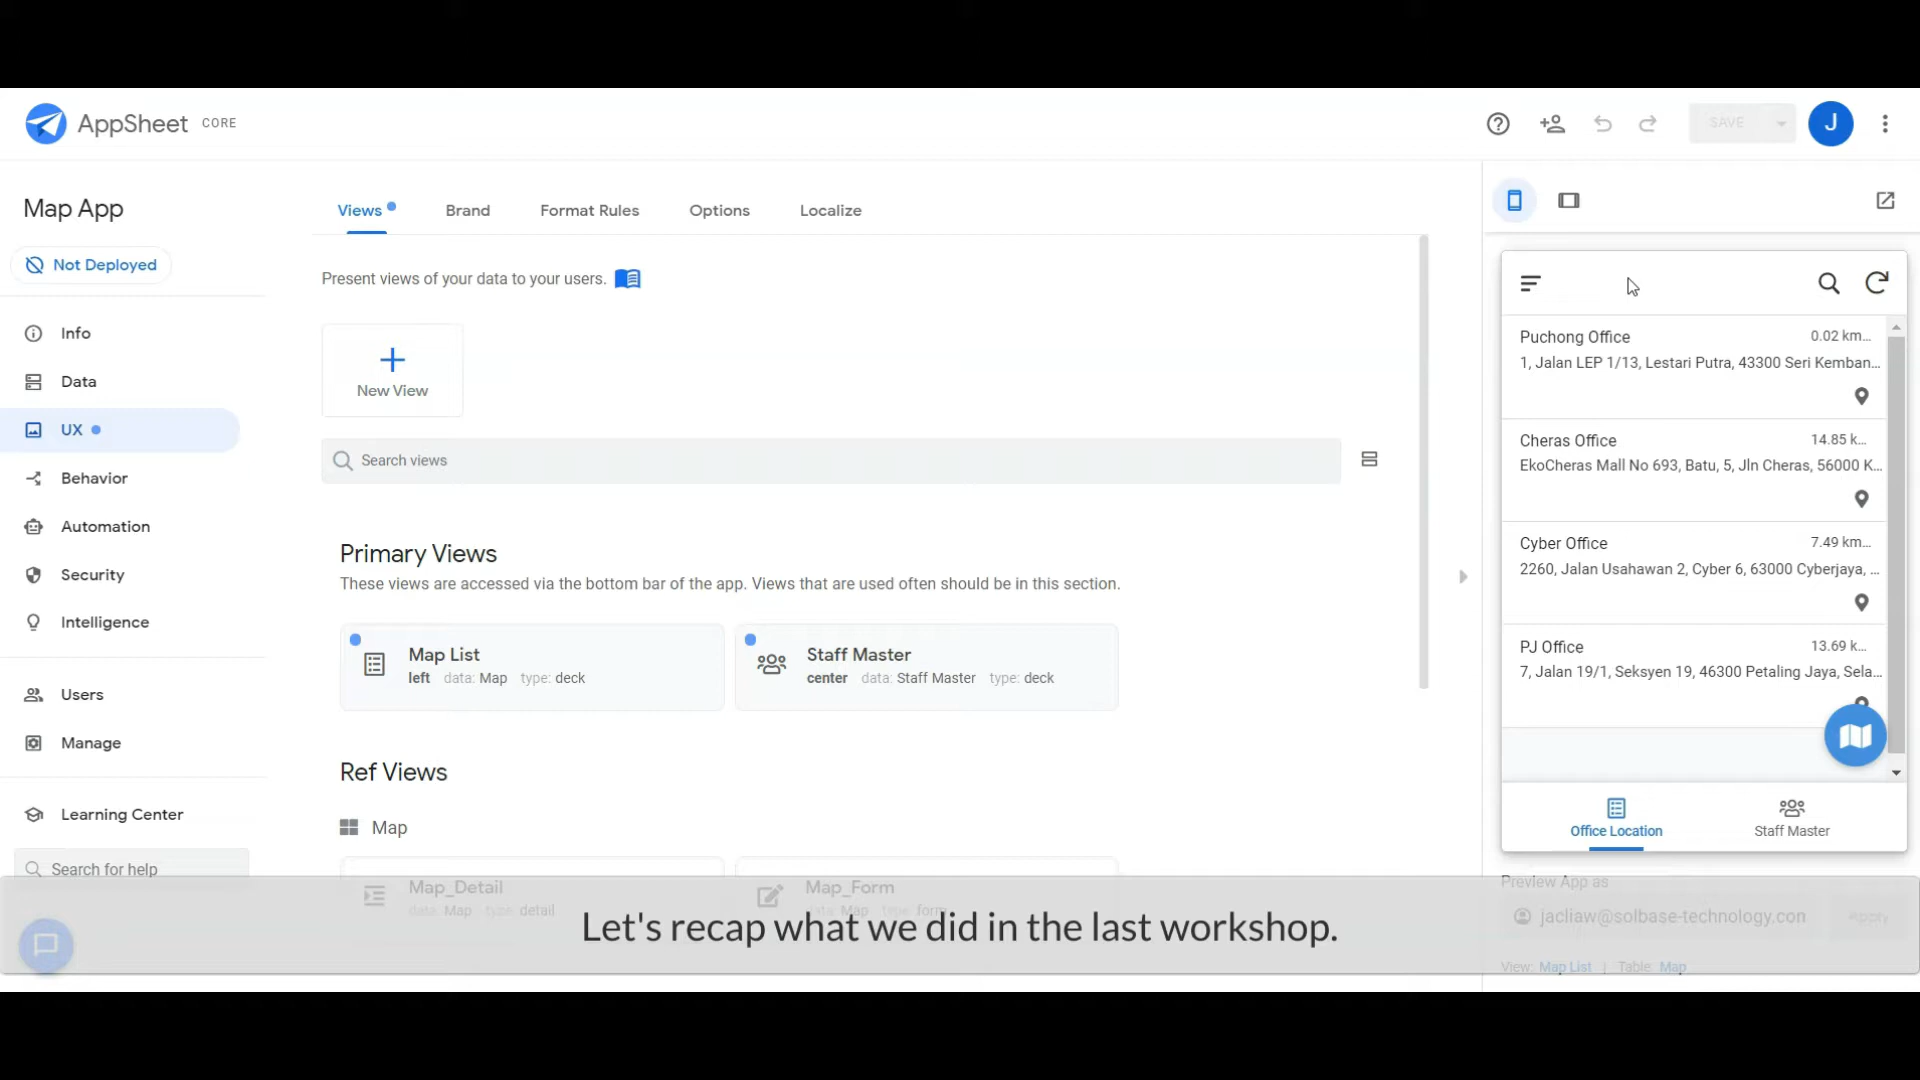 AppSheet CORE
SAVE
J
Map App
Not Deployed
Info
Data
UX
Behavior
Automation
Security
Intelligence
Users
Manage
Learning Center
Search for help
Views
Brand
Format Rules
Options
Localize
Present views of your data to your users.
New View
Search views
Primary Views
These views are accessed via the bottom bar of the app. Views that are used often should be in this section.
Map List
left data: Map type: deck
Staff Master
center data: Staff Master type: deck
Ref Views
Map
Map_Detail
data: Map type: detail
Map_Form
data: Map type: form
Puchong Office 0.02 km...
1, Jalan LEP 1/13, Lestari Putra, 43300 Seri Kemban...
Cheras Office 14.85 k...
EkoCheras Mall No 693, Batu, 5, Jln Cheras, 56000 K...
Cyber Office 7.49 km...
2260, Jalan Usahawan 2, Cyber 6, 63000 Cyberjaya, ...
PJ Office 13.69 k...
7, Jalan 19/1, Seksyen 19, 46300 Petaling Jaya, Sela...
Office Location
Staff Master
Preview App as
jacliaw@solbase-technology.con
Apply
View: Map List | Table: Map
Let's recap what we did in the last workshop.